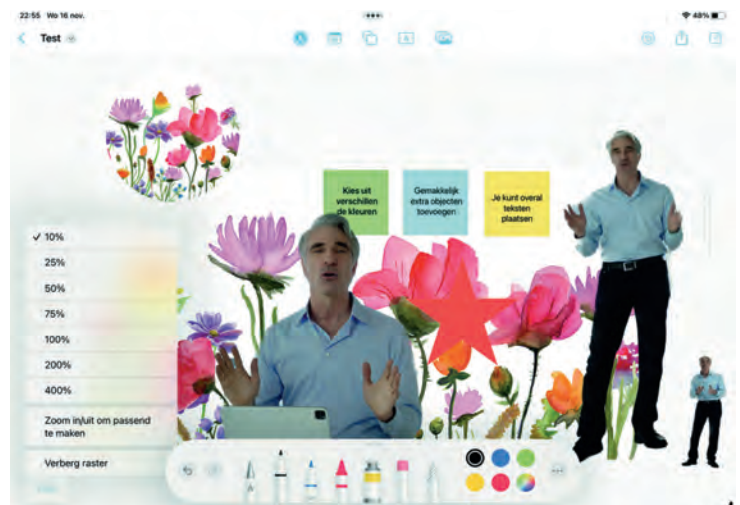 22:55 Wo 16 nov.
48%
Test
Kies uit
verschillen
de kleuren
Gemakkelijk
extra objecten
toevoegen
Je kunt overal
teksten
plaatsen
✓ 10%
25%
50%
75%
100%
200%
400%
Zoom in/uit om passend
te maken
Verberg raster